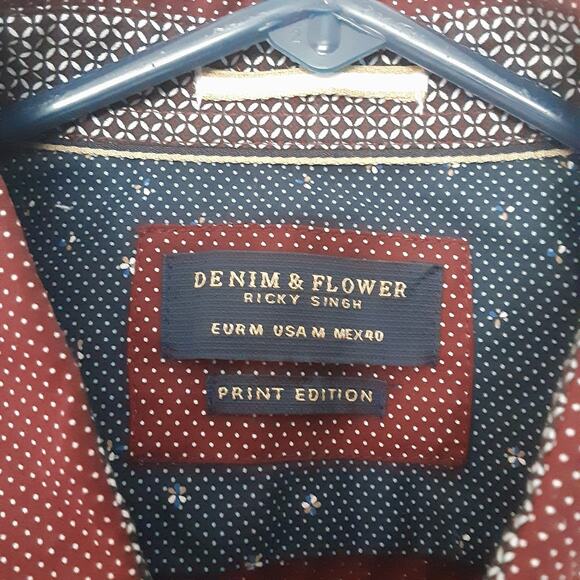 DENIM & FLOWER
RICKY SINGH
EUR M USA M MEX 40
PRINT EDITION